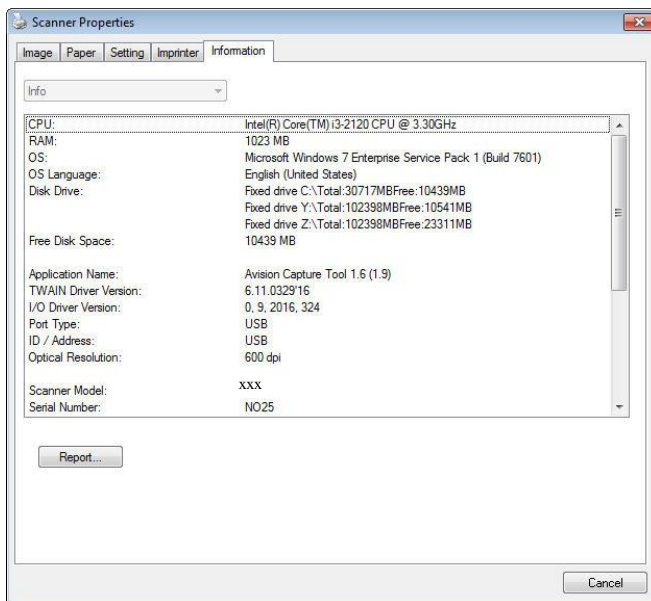 Scanner Properties
Image Paper Setting Imprinter Information
Info
CPU: Intel(R) Core(TM) i3-2120 CPU @ 3.30GHz
RAM: 1023 MB
OS: Microsoft Windows 7 Enterprise Service Pack 1 (Build 7601)
OS Language: English (United States)
Disk Drive: Fixed drive C:\Total:30717MBFree:10439MB
Fixed drive Y:\Total:102398MBFree:10541MB
Fixed drive Z:\Total:102398MBFree:23311MB
Free Disk Space: 10439 MB
Application Name: Avision Capture Tool 1.6 (1.9)
TWAIN Driver Version: 6.11.0329'16
I/O Driver Version: 0, 9, 2016, 324
Port Type: USB
ID / Address: USB
Optical Resolution: 600 dpi
Scanner Model: xxx
Serial Number: NO25
Report...
Cancel